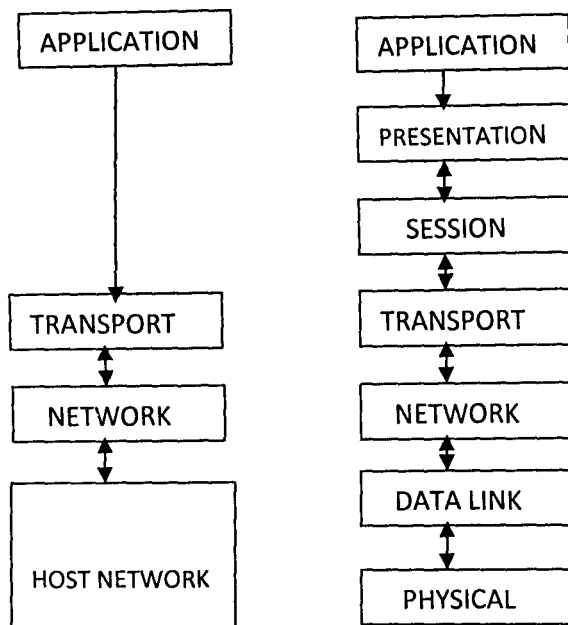 APPLICATION
TRANSPORT
NETWORK
HOST NETWORK
APPLICATION
PRESENTATION
SESSION
TRANSPORT
NETWORK
DATA LINK
PHYSICAL